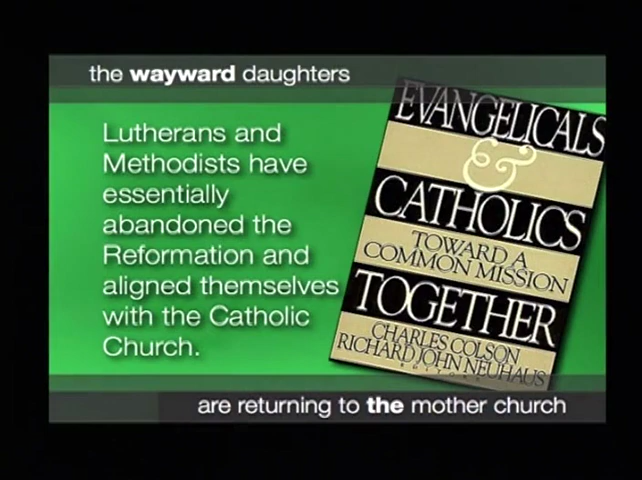 the wayward daughters
Lutherans and
Methodists have
essentially
abandoned the
Reformation and
aligned themselves
with the Catholic
Church.
EVANGELICALS
&
CATHOLICS
TOWARD A
COMMON MISSION
TOGETHER
CHARLES COLSON
RICHARD JOHN NEUHAUS
EDITORS
are returning to the mother church